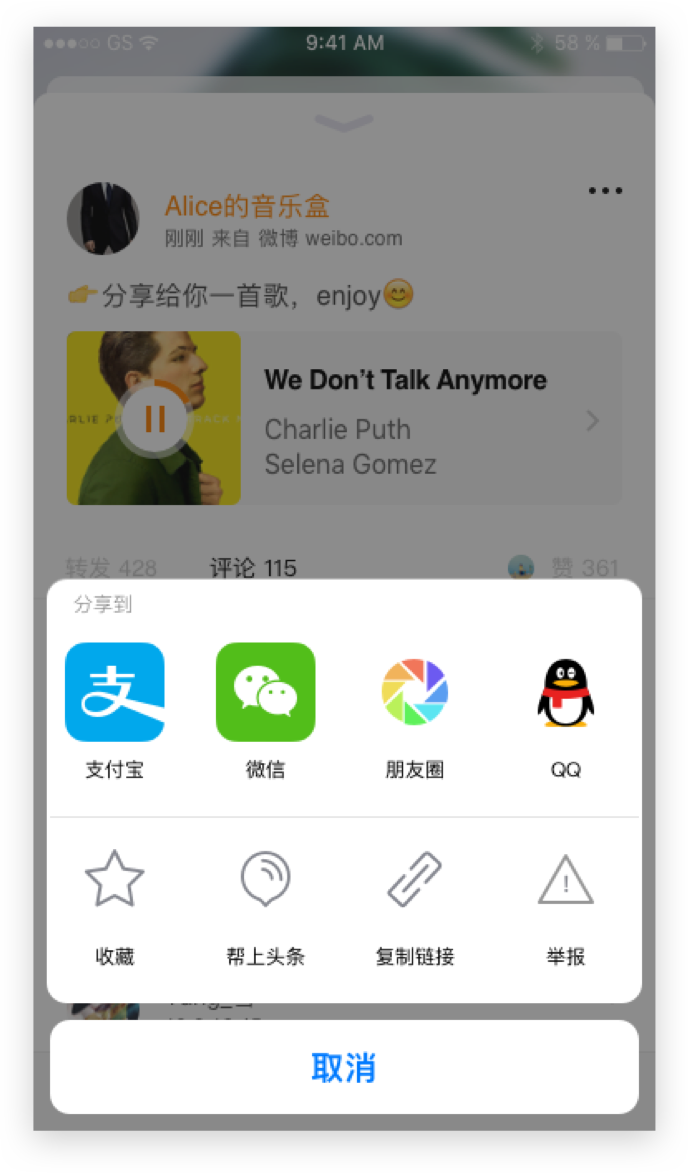 GS 9:41 AM 58 %
Alice的音乐盒
刚刚 来自 微博 weibo.com
👉分享给你一首歌，enjoy😊
We Don’t Talk Anymore
Charlie Puth
Selena Gomez
转发 428 评论 115 赞 361
分享到
支付宝 微信 朋友圈 QQ
收藏 帮上头条 复制链接 举报
取消